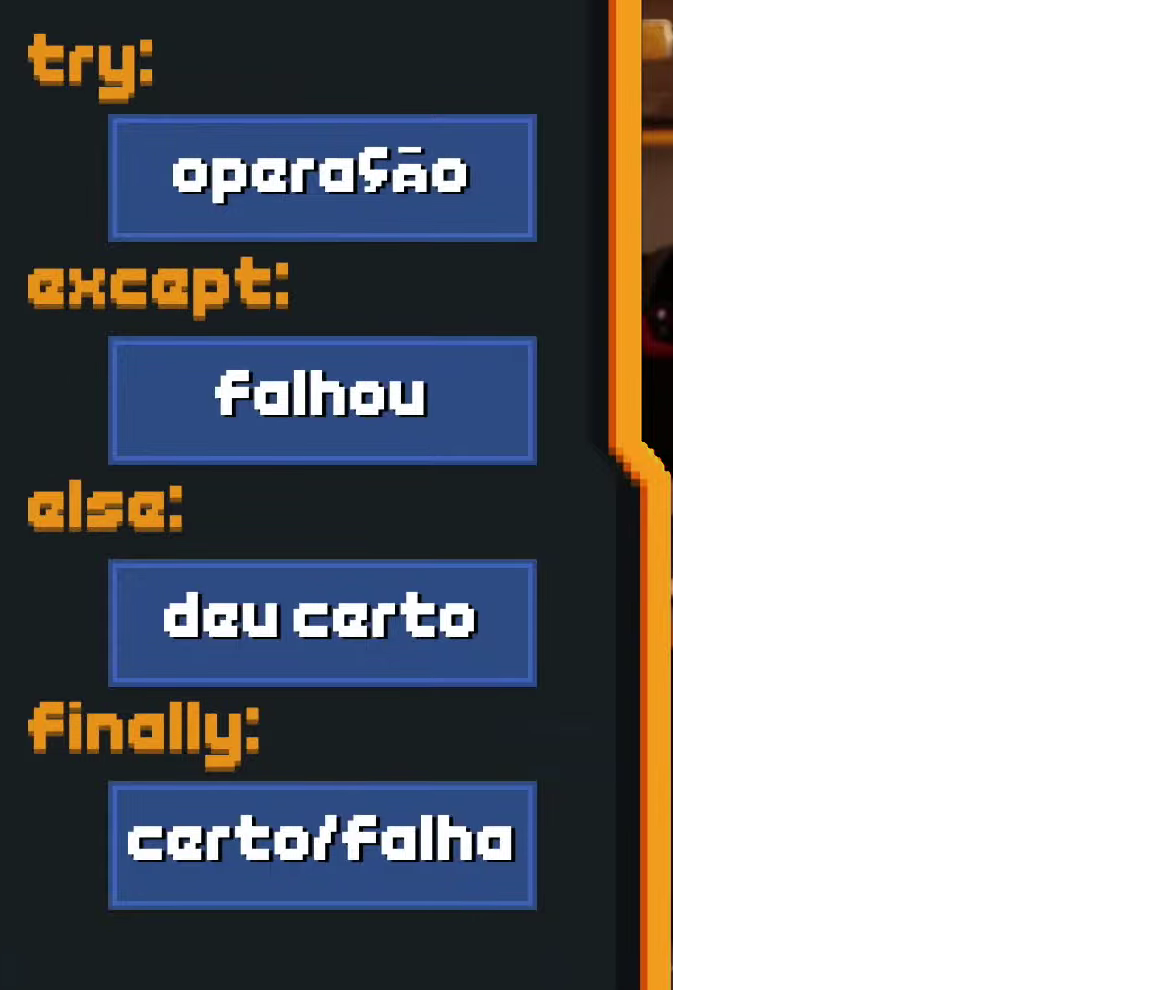 try:
operação
except:
falhou
else:
deu certo
finally:
certo/falha